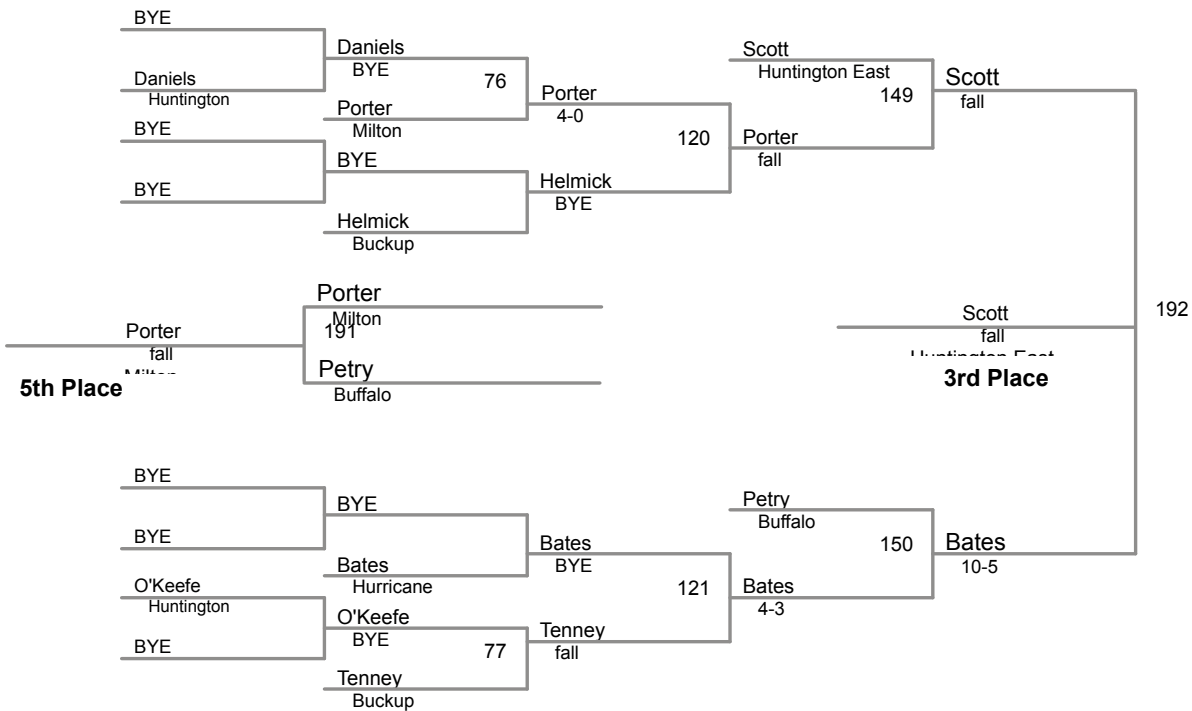 BYE
Daniels
BYE
76
Daniels
Huntington
Porter
Milton
Porter
4-0
BYE
BYE
BYE
Helmick
Buckup
Helmick
BYE
120
Scott
Huntington East
149
Porter
fall
Scott
fall
Porter
Milton
191
Porter
fall
Milton
5th Place
Petry
Buffalo
Scott
fall
Huntington East
3rd Place
192
BYE
BYE
BYE
Bates
Hurricane
Bates
BYE
O'Keefe
Huntington
O'Keefe
BYE
77
BYE
Tenney
Buckup
Tenney
fall
121
Petry
Buffalo
150
Bates
4-3
Bates
10-5